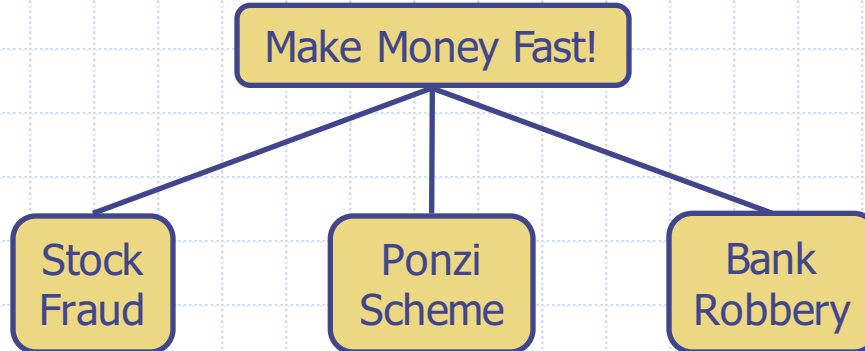 Make Money Fast!
Stock
Fraud
Ponzi
Scheme
Bank
Robbery